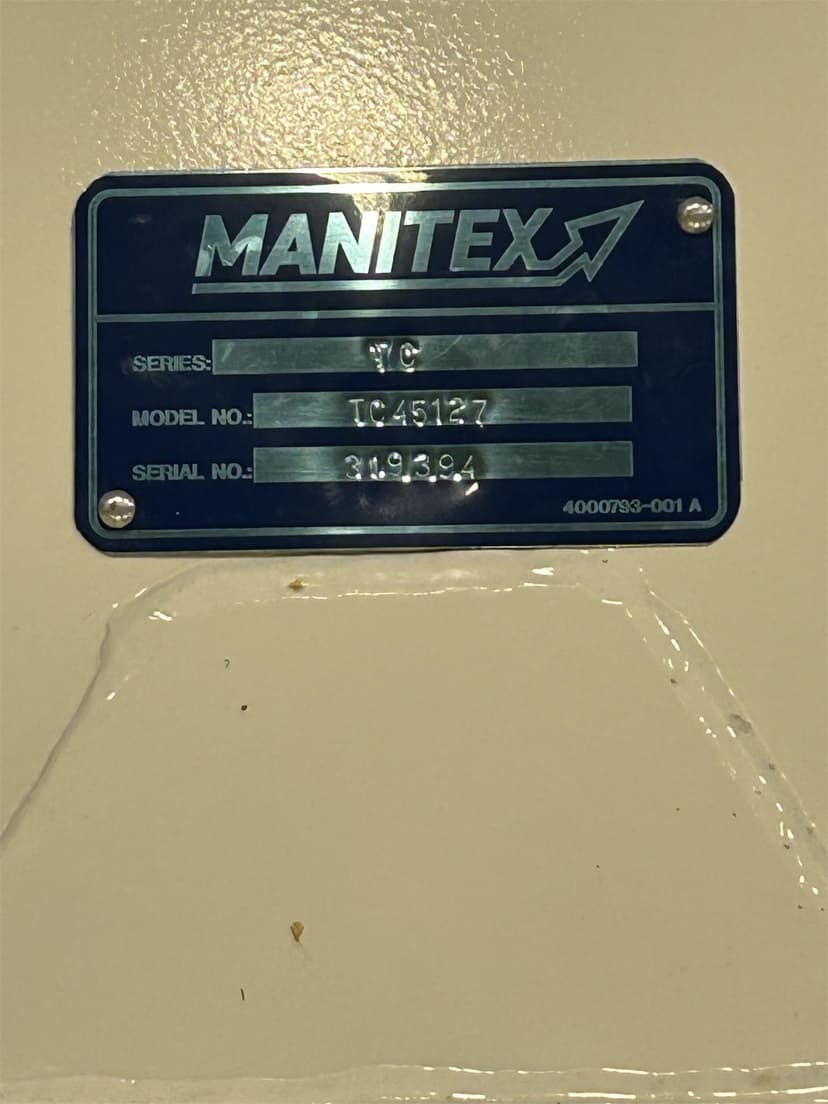 MANITEX
SERIES: TC
MODEL NO.: TC45127
SERIAL NO.: 319394
4000793-001 A